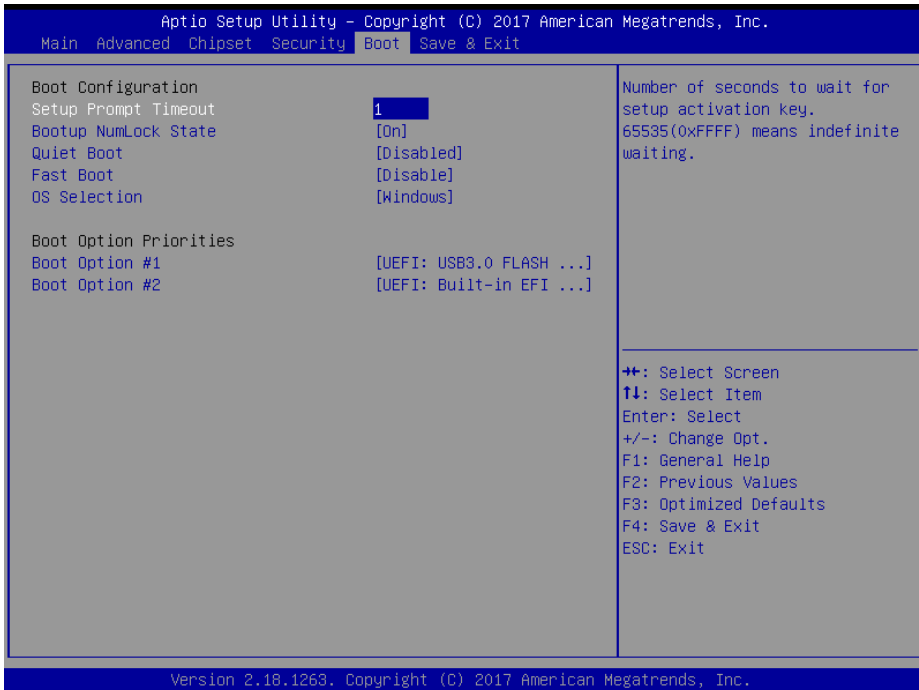 Aptio Setup Utility – Copyright (C) 2017 American Megatrends, Inc.
Main Advanced Chipset Security Boot Save & Exit
Boot Configuration
Setup Prompt Timeout 1
Bootup NumLock State [On]
Quiet Boot [Disabled]
Fast Boot [Disable]
OS Selection [Windows]
Boot Option Priorities
Boot Option #1 [UEFI: USB3.0 FLASH ...]
Boot Option #2 [UEFI: Built-in EFI ...]
Number of seconds to wait for
setup activation key.
65535(0xFFFF) means indefinite
waiting.
→←: Select Screen
↑↓: Select Item
Enter: Select
+/-: Change Opt.
F1: General Help
F2: Previous Values
F3: Optimized Defaults
F4: Save & Exit
ESC: Exit
Version 2.18.1263. Copyright (C) 2017 American Megatrends, Inc.